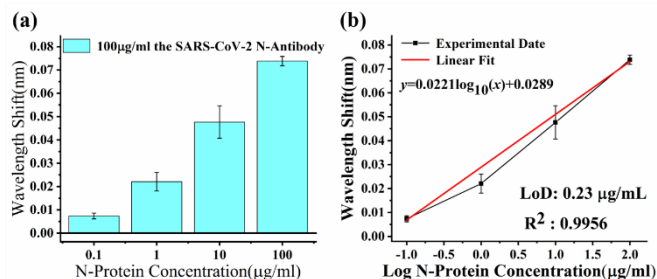 (a)
100μg/ml the SARS-CoV-2 N-Antibody
Wavelength Shift(nm)
0.08
0.07
0.06
0.05
0.04
0.03
0.02
0.01
0.00
0.1
1
10
100
N-Protein Concentration(μg/ml)
(b)
Experimental Date
Linear Fit
y=0.0221log10(x)+0.0289
LoD: 0.23 μg/mL
R2 : 0.9956
Wavelength Shift(nm)
0.08
0.07
0.06
0.05
0.04
0.03
0.02
0.01
0.00
-1.0
-0.5
0.0
0.5
1.0
1.5
2.0
Log N-Protein Concentration(μg/ml)